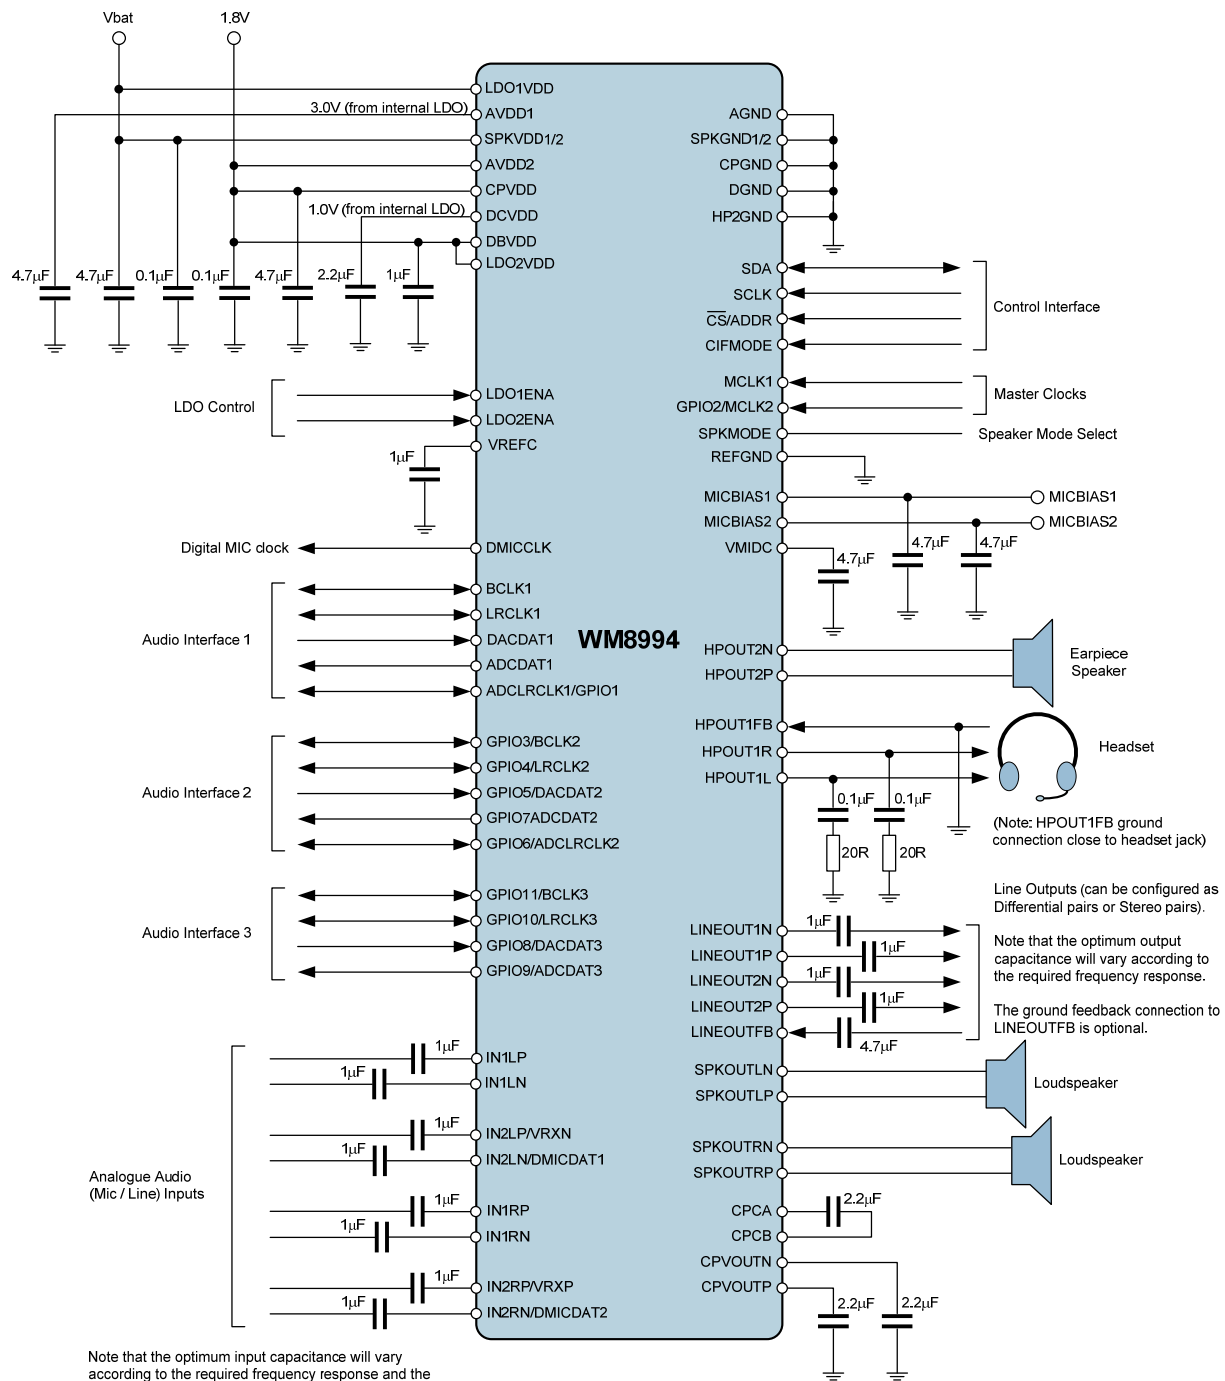 Vbat
1.8V
LDO1VDD
3.0V (from internal LDO)
AVDD1
SPKVDD1/2
AVDD2
CPVDD
1.0V (from internal LDO)
DCVDD
DBVDD
LDO2VDD
4.7µF
4.7µF
0.1µF
0.1µF
4.7µF
2.2µF
1µF
LDO Control
LDO1ENA
LDO2ENA
VREFC
1µF
Digital MIC clock
DMICCLK
Audio Interface 1
BCLK1
LRCLK1
DACDAT1
ADCDAT1
ADCLRCLK1/GPIO1
Audio Interface 2
GPIO3/BCLK2
GPIO4/LRCLK2
GPIO5/DACDAT2
GPIO7ADCDAT2
GPIO6/ADCLRCLK2
Audio Interface 3
GPIO11/BCLK3
GPIO10/LRCLK3
GPIO8/DACDAT3
GPIO9/ADCDAT3
Analogue Audio
(Mic / Line) Inputs
1µF
IN1LP
1µF
IN1LN
1µF
IN2LP/VRXN
1µF
IN2LN/DMICDAT1
1µF
IN1RP
1µF
IN1RN
1µF
IN2RP/VRXP
1µF
IN2RN/DMICDAT2
Note that the optimum input capacitance will vary
according to the required frequency response and the
WM8994
AGND
SPKGND1/2
CPGND
DGND
HP2GND
SDA
SCLK
CS/ADDR
CIFMODE
Control Interface
MCLK1
GPIO2/MCLK2
Master Clocks
SPKMODE
Speaker Mode Select
REFGND
MICBIAS1
MICBIAS1
MICBIAS2
MICBIAS2
VMIDC
4.7µF
4.7µF
4.7µF
HPOUT2N
HPOUT2P
Earpiece
Speaker
HPOUT1FB
HPOUT1R
HPOUT1L
Headset
0.1µF
0.1µF
20R
20R
(Note: HPOUT1FB ground
connection close to headset jack)
Line Outputs (can be configured as
Differential pairs or Stereo pairs).
Note that the optimum output
capacitance will vary according to
the required frequency response.
The ground feedback connection to
LINEOUTFB is optional.
LINEOUT1N
1µF
LINEOUT1P
1µF
LINEOUT2N
1µF
LINEOUT2P
1µF
LINEOUTFB
4.7µF
SPKOUTLN
SPKOUTLP
Loudspeaker
SPKOUTRN
SPKOUTRP
Loudspeaker
CPCA
2.2µF
CPCB
CPVOUTN
CPVOUTP
2.2µF
2.2µF